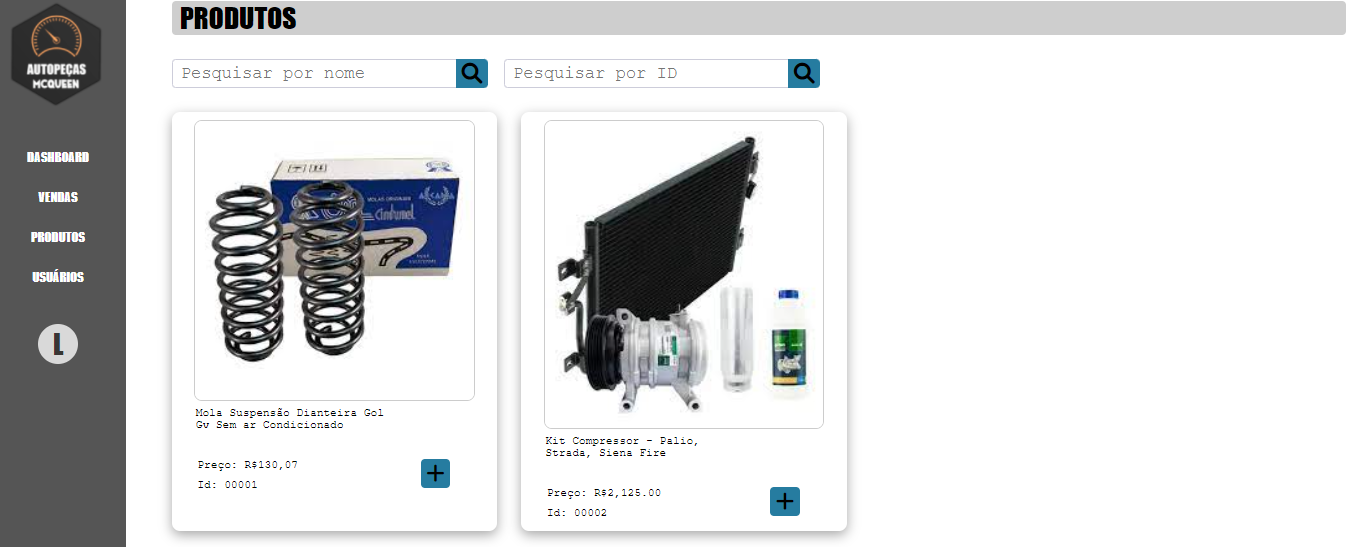 AUTOPEÇAS
MCQUEEN
DASHBOARD
VENDAS
PRODUTOS
USUÁRIOS
L
PRODUTOS
Pesquisar por nome
Pesquisar por ID
MOLAS ORIGINAIS
Mola Suspensão Dianteira Gol
Gv Sem ar Condicionado
Preço: R$130,07
Id: 00001
Kit Compressor - Palio,
Strada, Siena Fire
Preço: R$2,125.00
Id: 00002